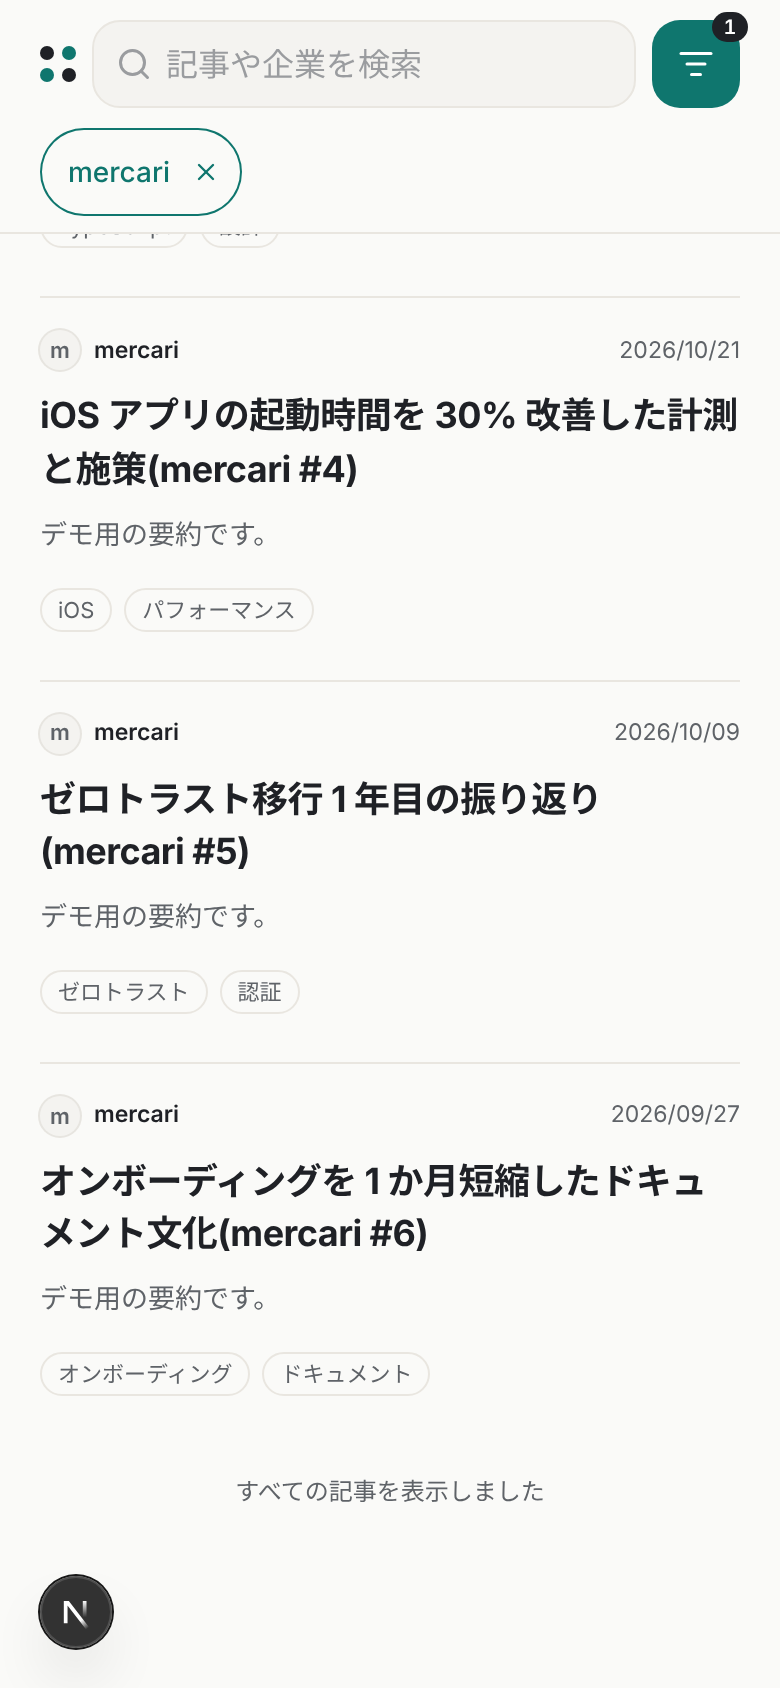 記事や企業を検索
1
mercari
m mercari 2026/10/21
iOS アプリの起動時間を 30% 改善した計測
と施策(mercari #4)
デモ用の要約です。
iOS パフォーマンス
m mercari 2026/10/09
ゼロトラスト移行 1 年目の振り返り
(mercari #5)
デモ用の要約です。
ゼロトラスト 認証
m mercari 2026/09/27
オンボーディングを 1 か月短縮したドキュ
メント文化(mercari #6)
デモ用の要約です。
オンボーディング ドキュメント
すべての記事を表示しました
N